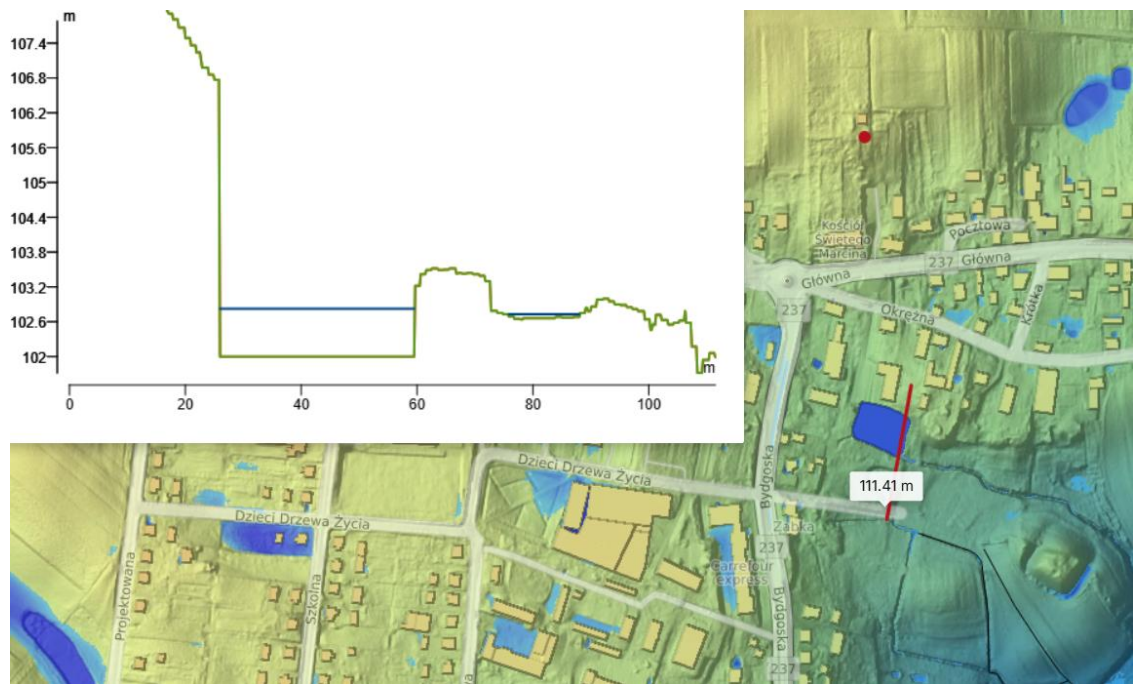 m
107.4
106.8
106.2
105.6
105
104.4
103.8
103.2
102.6
102
m
0
20
40
60
80
100
Kościół
Świętego
Marcina
Pocztowa
237
Główna
Główna
237
Okrężna
Krótka
Dzieci Drzewa Życia
Bydgoska
111.41 m
Żabka
Dzieci Drzewa Życia
Projektowana
Szkolna
237
Carrefour
express
Bydgoska
237